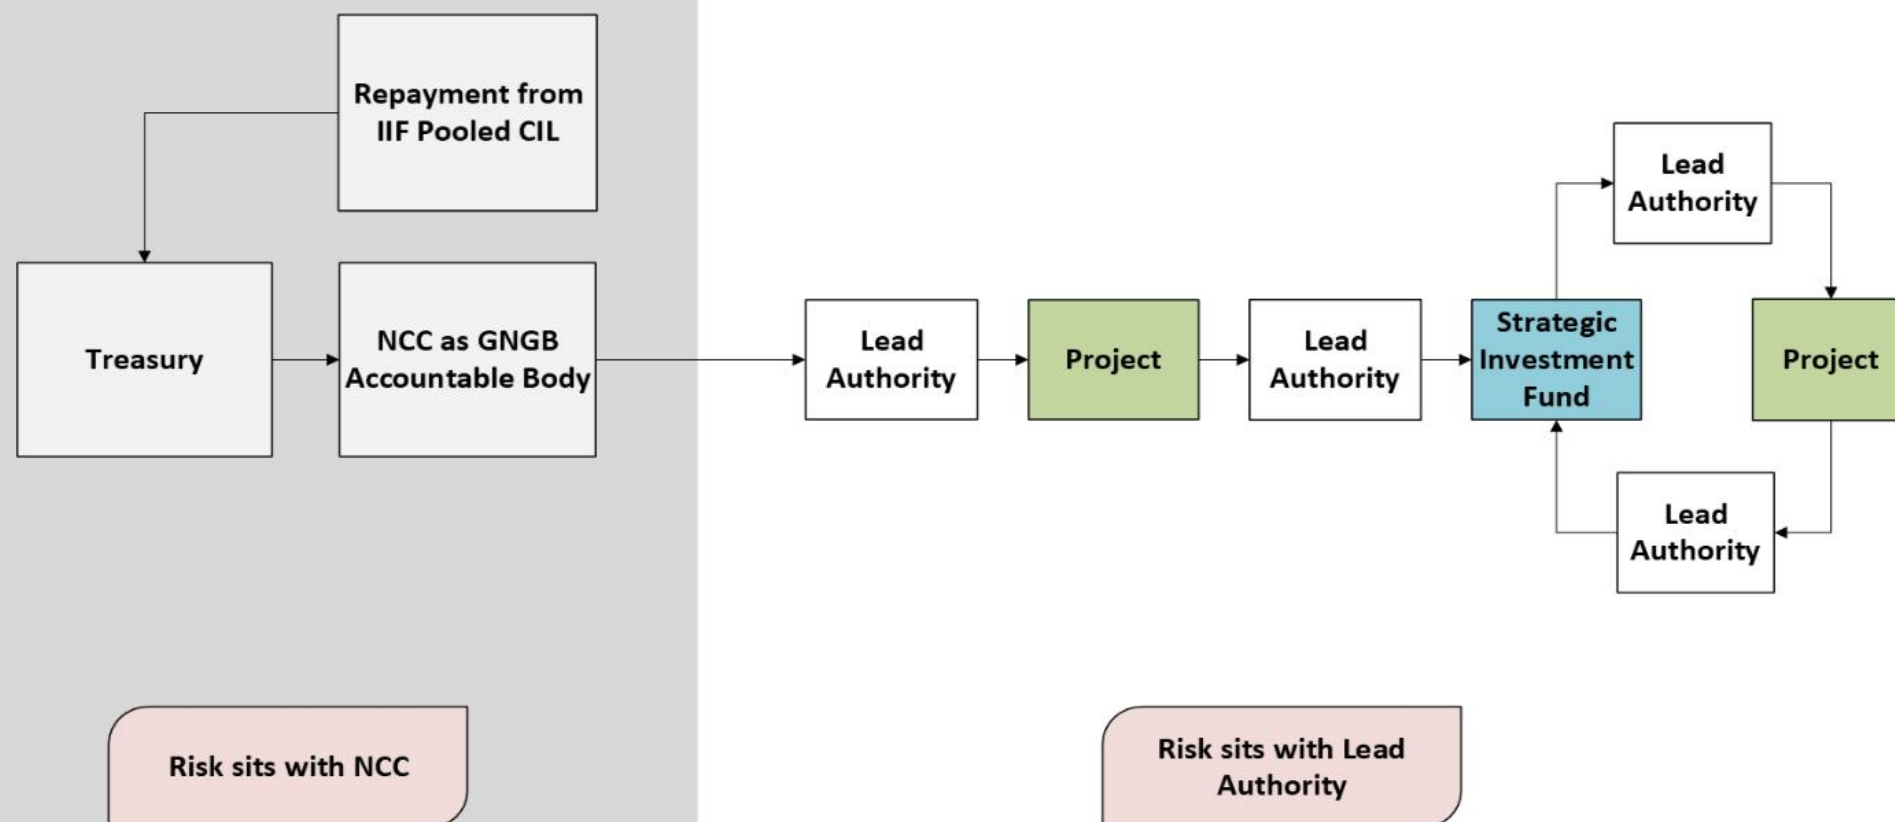 Repayment from
IIF Pooled CIL
Lead
Authority
Treasury
NCC as GNGB
Accountable Body
Lead
Authority
Project
Lead
Authority
Strategic
Investment
Fund
Project
Lead
Authority
Risk sits with NCC
Risk sits with Lead
Authority